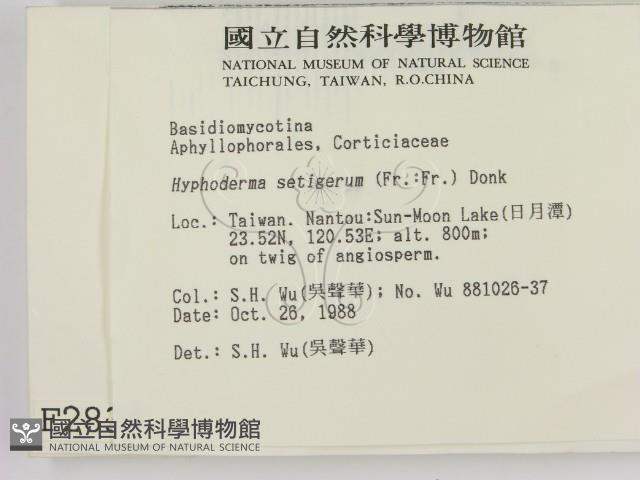 國立自然科學博物館
NATIONAL MUSEUM OF NATURAL SCIENCE
TAICHUNG, TAIWAN, R.O.CHINA
Basidiomycotina
Aphyllophorales, Corticiaceae
Hyphoderma setigerum (Fr.:Fr.) Donk
Loc.: Taiwan. Nantou:Sun-Moon Lake(日月潭)
23.52N, 120.53E; alt. 800m;
on twig of angiosperm.
Col.: S.H. Wu(吳聲華); No. Wu 881026-37
Date: Oct. 26, 1988
Det.: S.H. Wu(吳聲華)
國立自然科學博物館
NATIONAL MUSEUM OF NATURAL SCIENCE